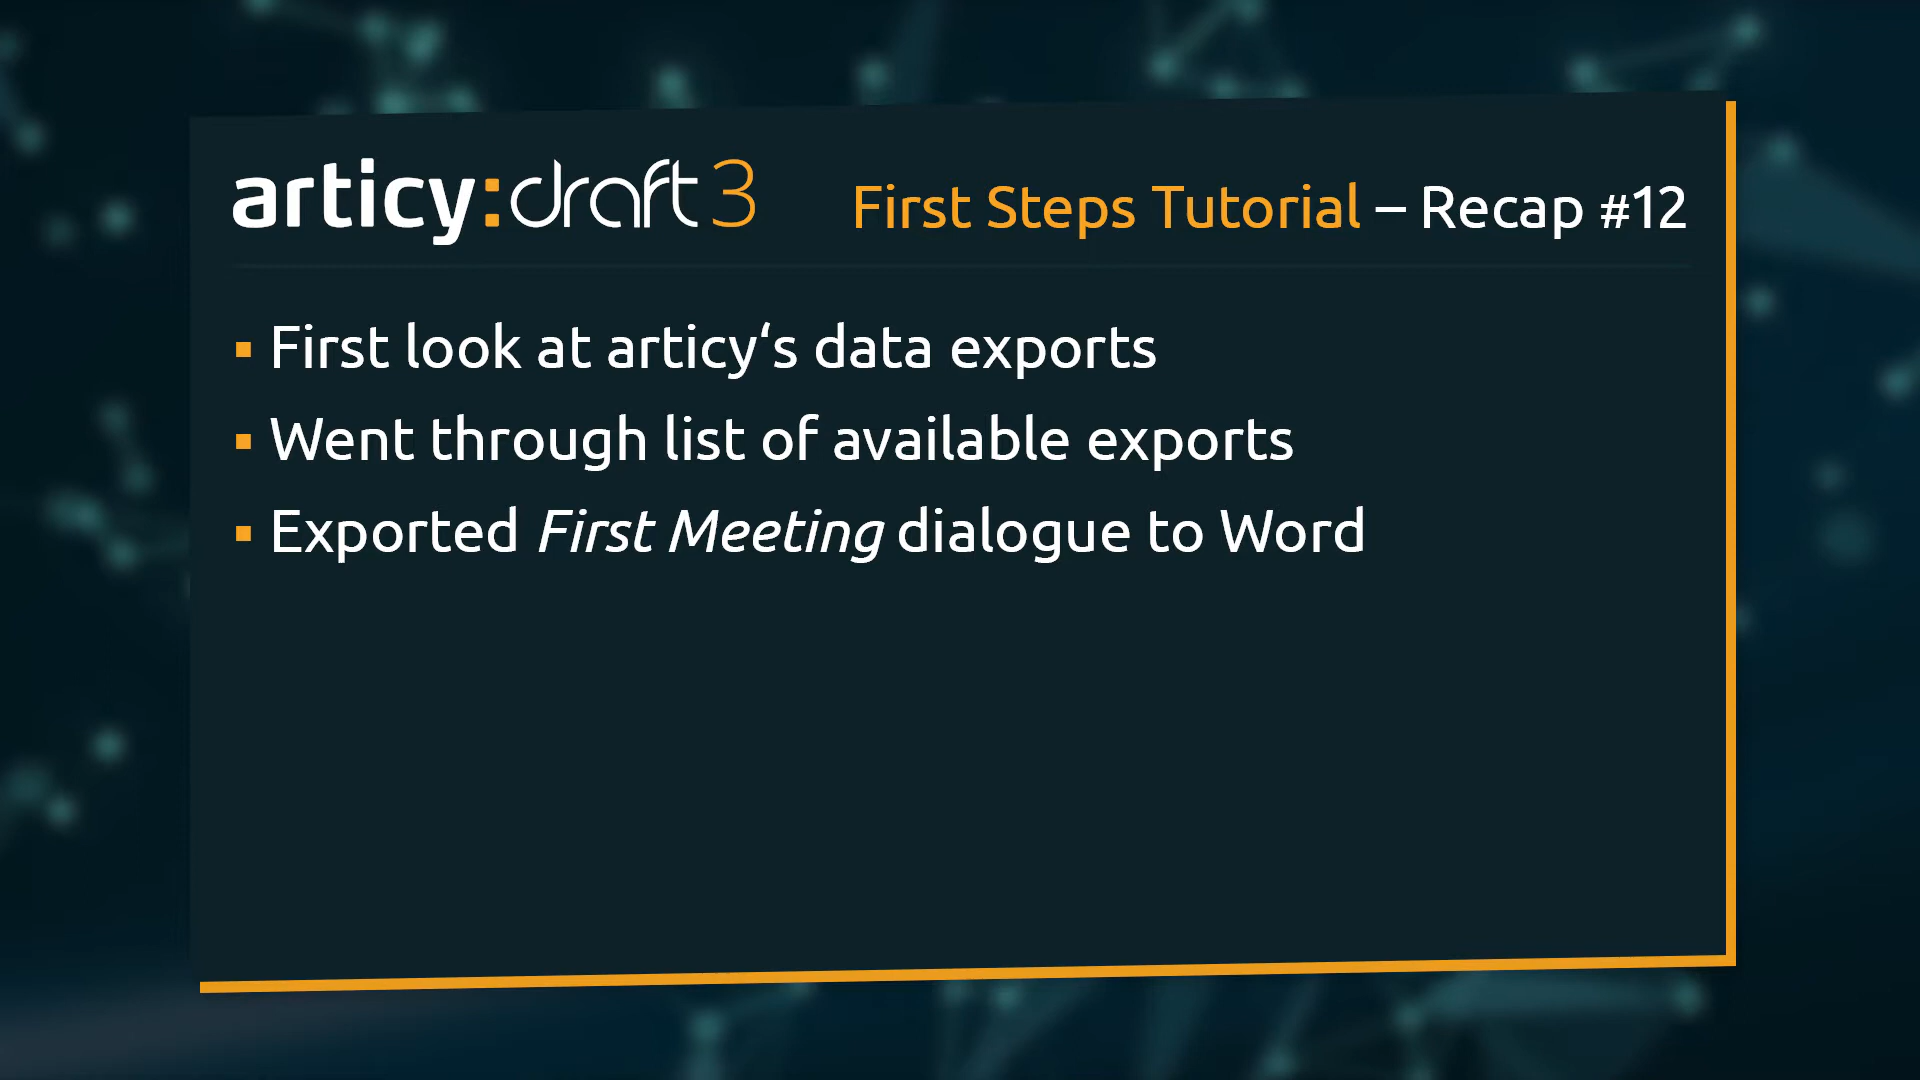 articy:draft 3
First Steps Tutorial – Recap #12
▪ First look at articy‘s data exports
▪ Went through list of available exports
▪ Exported First Meeting dialogue to Word